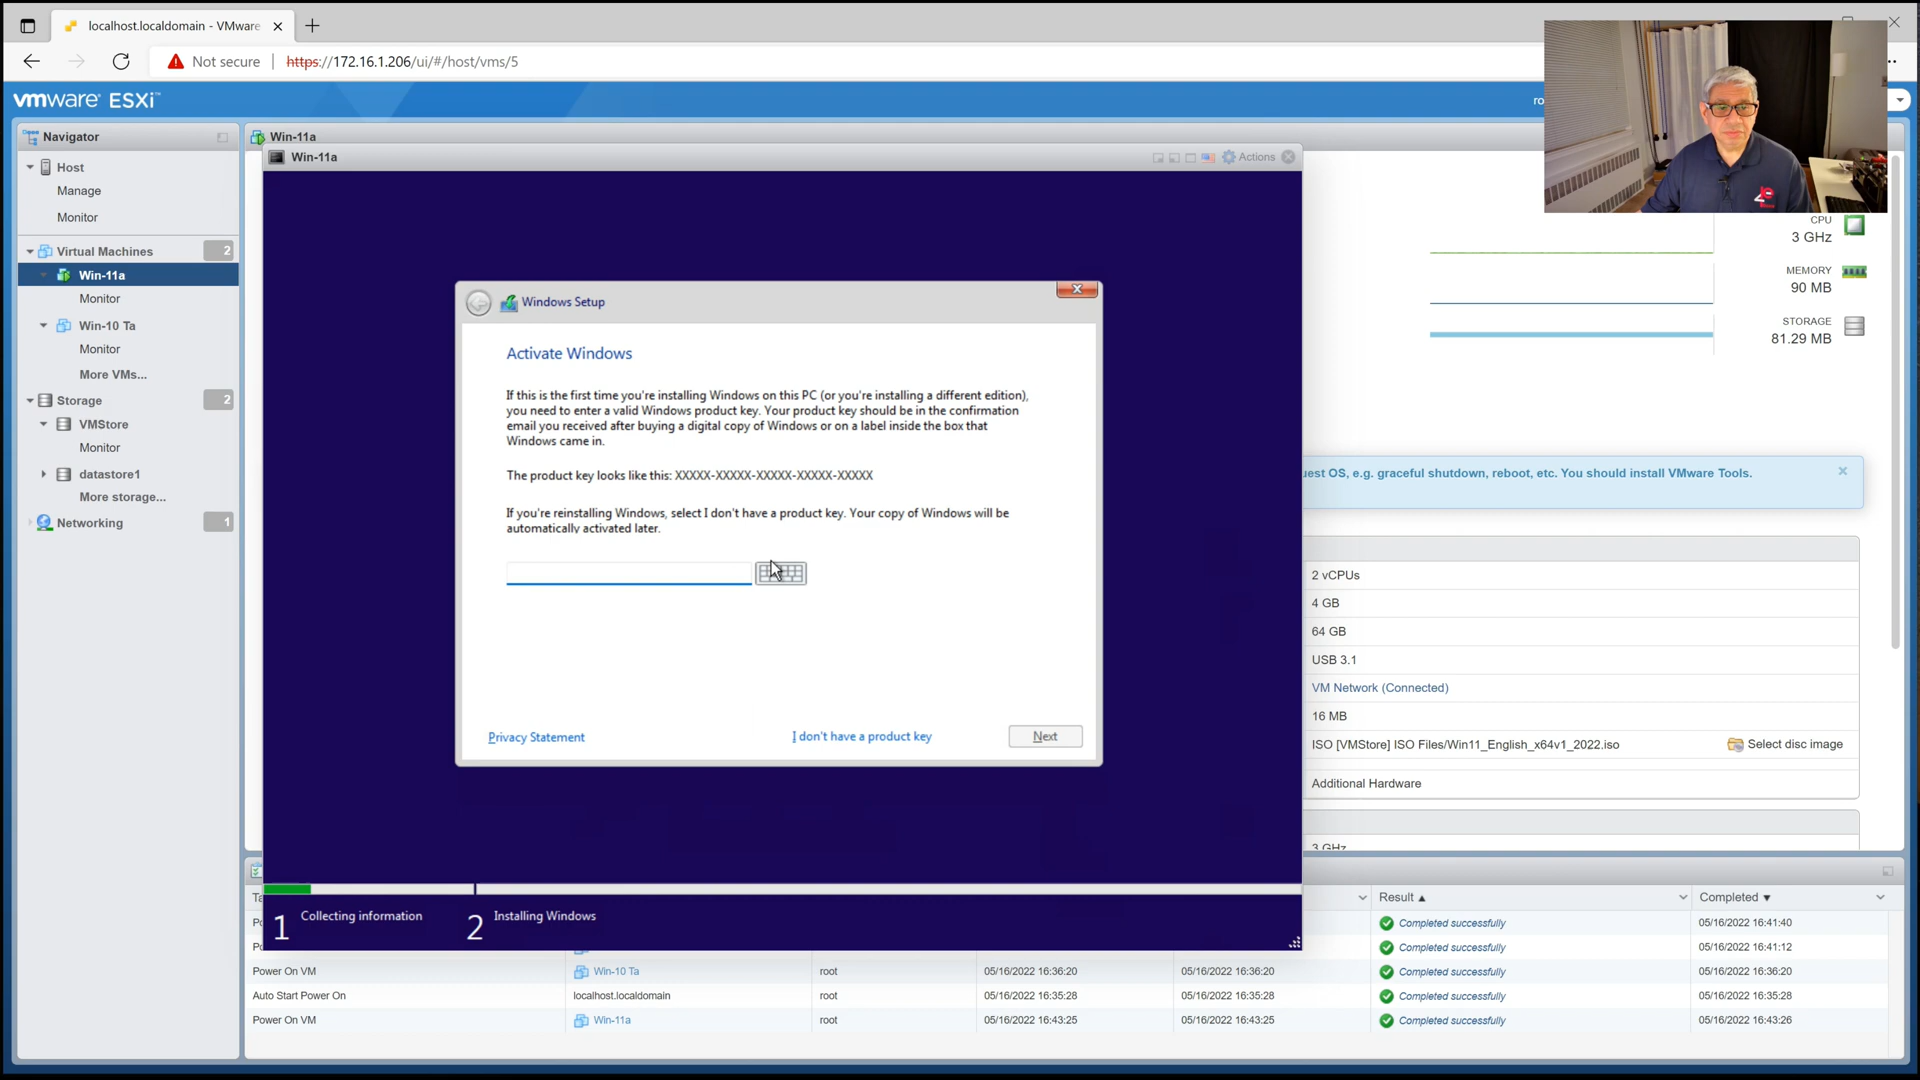 localhost.localdomain - VMware
Not secure
https://172.16.1.206/ui/#/host/vms/5
vmware ESXi™
Navigator
Host
Manage
Monitor
Virtual Machines 2
Win-11a
Monitor
Win-10 Ta
Monitor
More VMs...
Storage 2
VMStore
Monitor
datastore1
More storage...
Networking 1
Win-11a
Win-11a
Actions
Windows Setup
Activate Windows
If this is the first time you're installing Windows on this PC (or you're installing a different edition),
you need to enter a valid Windows product key. Your product key should be in the confirmation
email you received after buying a digital copy of Windows or on a label inside the box that
Windows came in.
The product key looks like this: XXXXX-XXXXX-XXXXX-XXXXX-XXXXX
If you're reinstalling Windows, select I don't have a product key. Your copy of Windows will be
automatically activated later.
Privacy Statement
I don't have a product key
Next
1 Collecting information
2 Installing Windows
CPU
3 GHz
MEMORY
90 MB
STORAGE
81.29 MB
OS, e.g. graceful shutdown, reboot, etc. You should install VMware Tools.
2 vCPUs
4 GB
64 GB
USB 3.1
VM Network (Connected)
16 MB
ISO [VMStore] ISO Files/Win11_English_x64v1_2022.iso
Select disc image
Additional Hardware
3 GHz
Result ▲ Completed ▼
Completed successfully 05/16/2022 16:41:40
Completed successfully 05/16/2022 16:41:12
Power On VM Win-10 Ta root 05/16/2022 16:36:20 05/16/2022 16:36:20 Completed successfully 05/16/2022 16:36:20
Auto Start Power On localhost.localdomain root 05/16/2022 16:35:28 05/16/2022 16:35:28 Completed successfully 05/16/2022 16:35:28
Power On VM Win-11a root 05/16/2022 16:43:25 05/16/2022 16:43:25 Completed successfully 05/16/2022 16:43:26